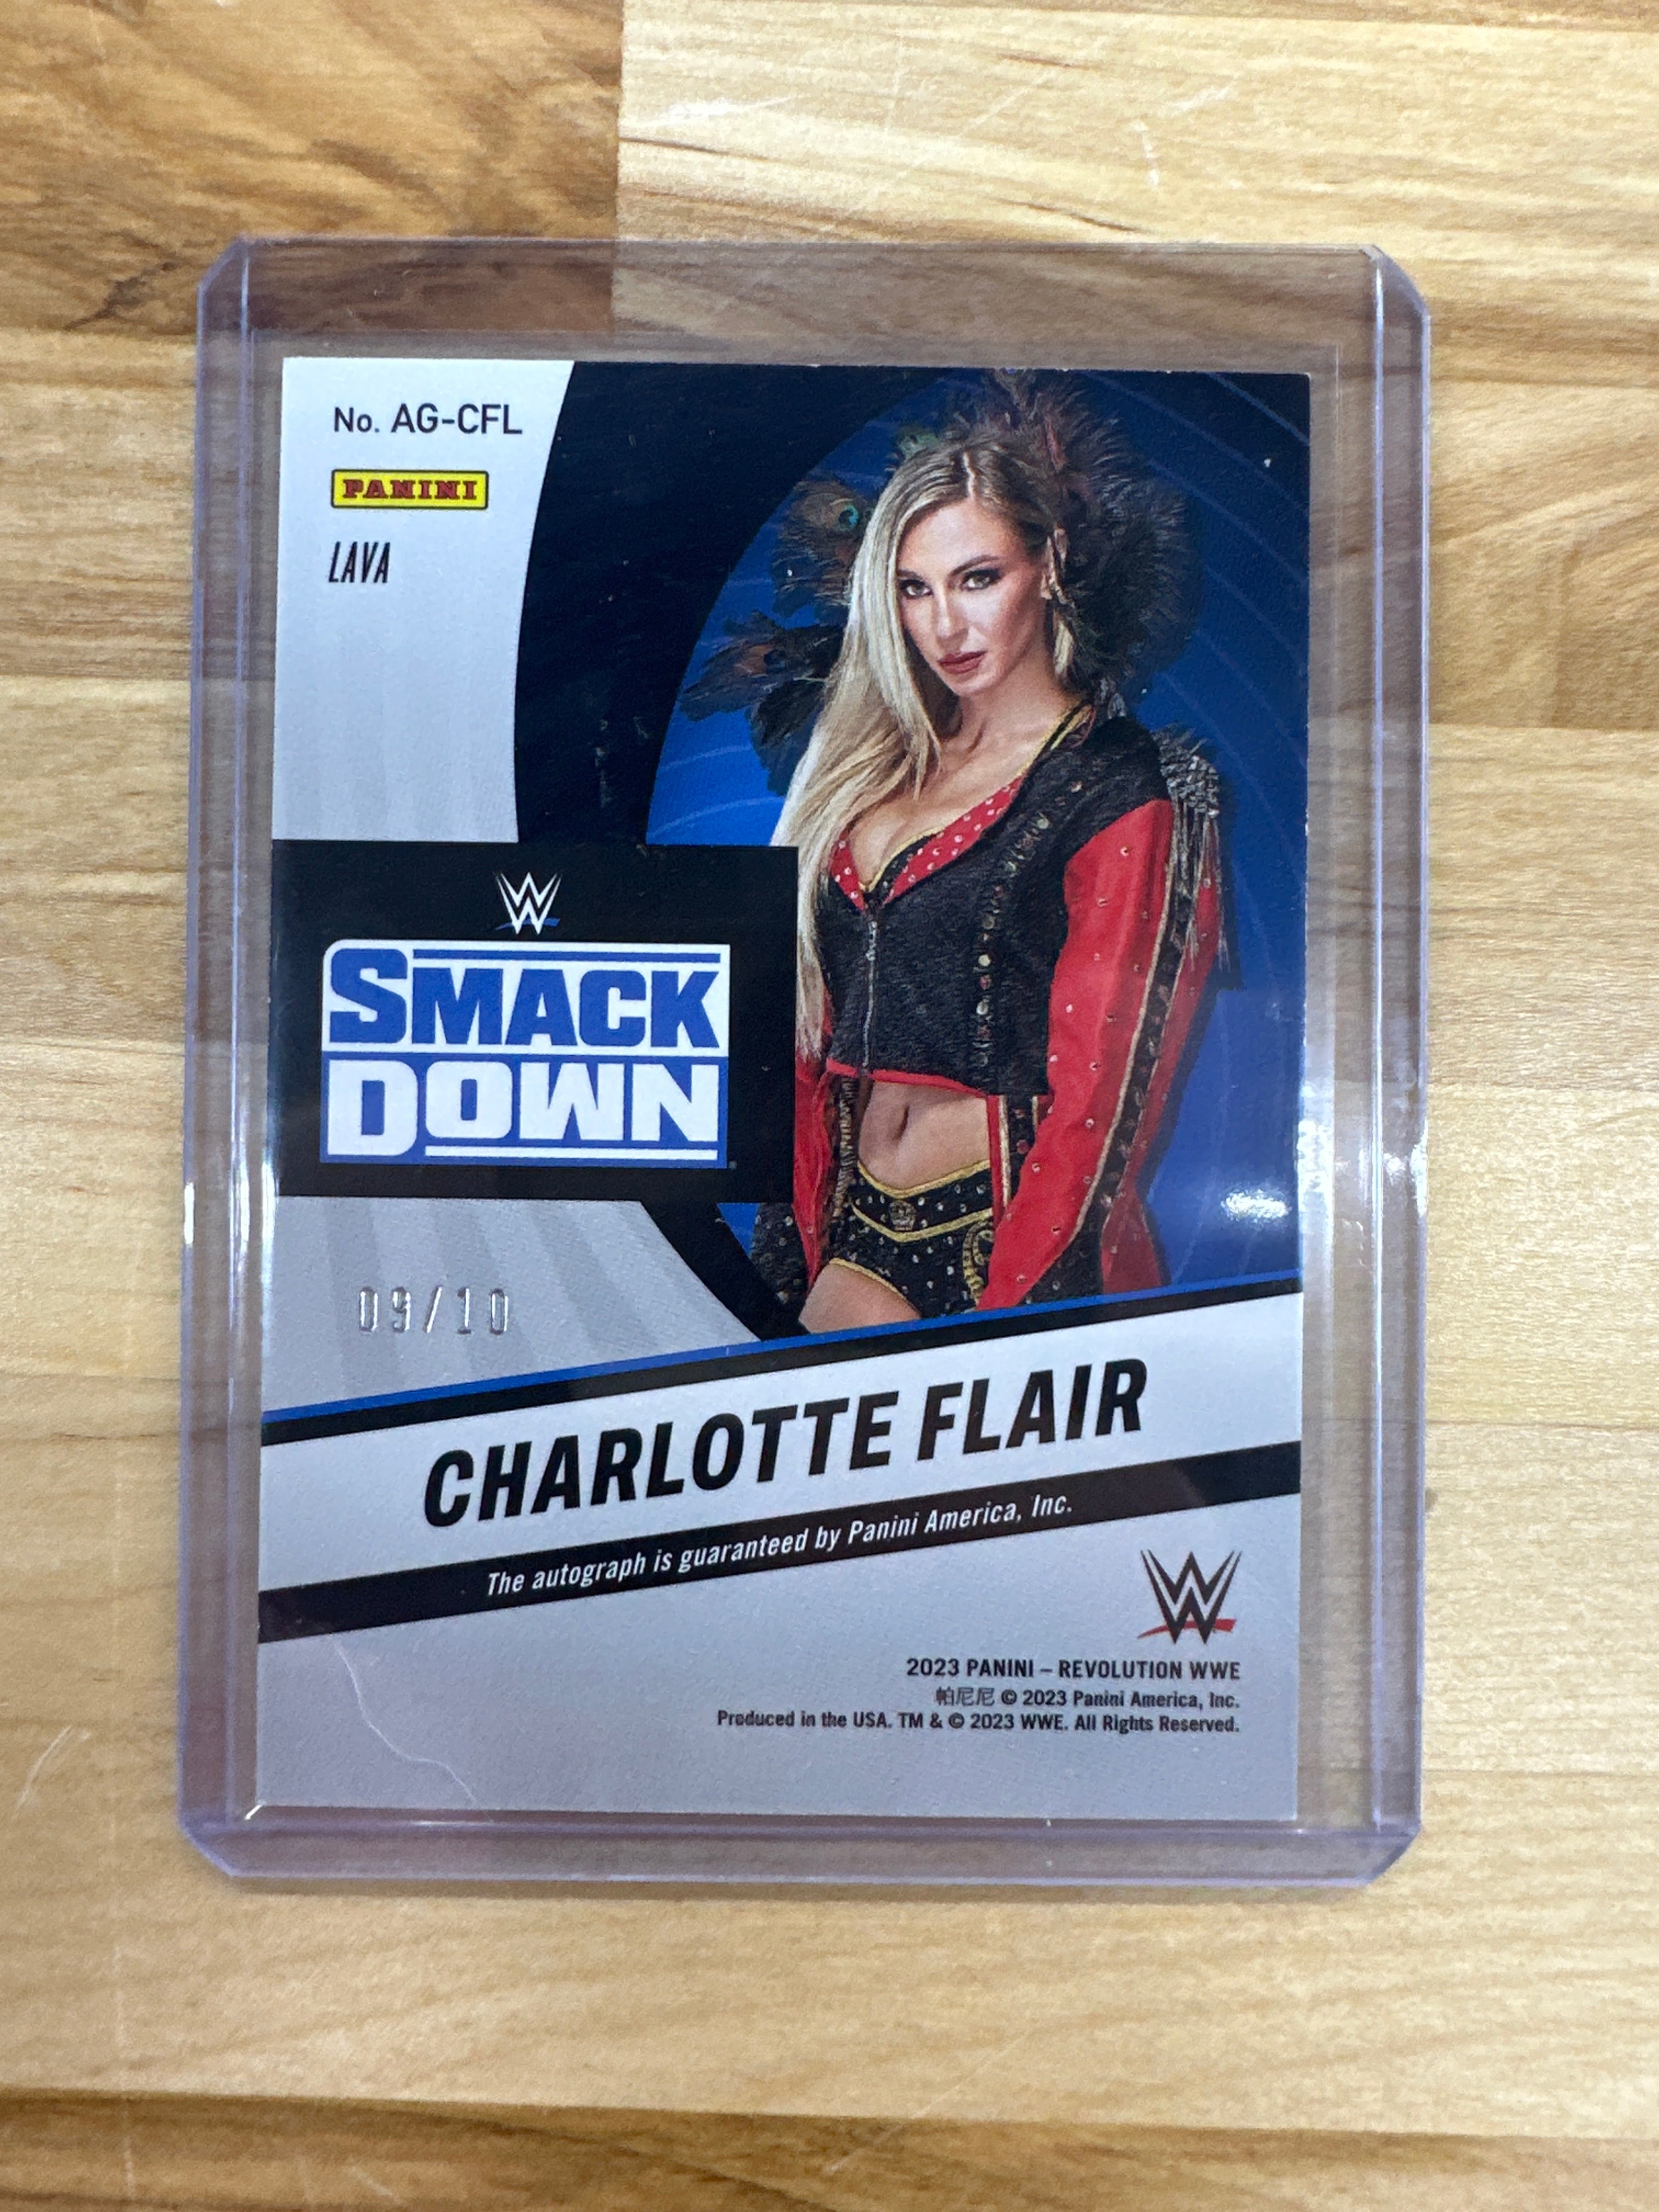 No. AG-CFL
PANINI
LAVA
W
SMACK
DOWN
09/10
CHARLOTTE FLAIR
The autograph is guaranteed by Panini America, Inc.
W
2023 PANINI – REVOLUTION WWE
帕尼尼 © 2023 Panini America, Inc.
Produced in the USA. TM & © 2023 WWE. All Rights Reserved.